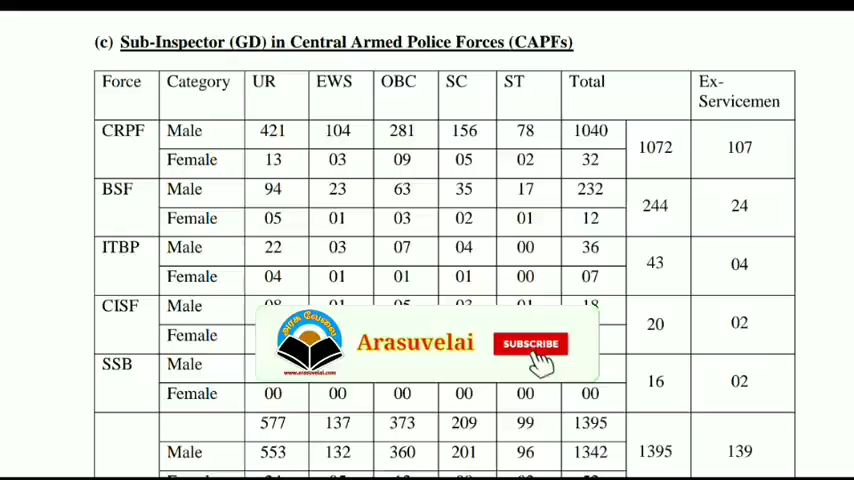 (c) Sub-Inspector (GD) in Central Armed Police Forces (CAPFs)
Force Category UR EWS OBC SC ST Total Ex-
Servicemen
CRPF Male 421 104 281 156 78 1040
1072 107
Female 13 03 09 05 02 32
BSF Male 94 23 63 35 17 232
244 24
Female 05 01 03 02 01 12
ITBP Male 22 03 07 04 00 36
43 04
Female 04 01 01 01 00 07
CISF Male
அரசு வேலை
20 02
Female
Arasuvelai SUBSCRIBE
SSB Male
www.arasuvelai.com
16 02
Female 00 00 00 00 00 00
577 137 373 209 99 1395
Male 553 132 360 201 96 1342
1395 139